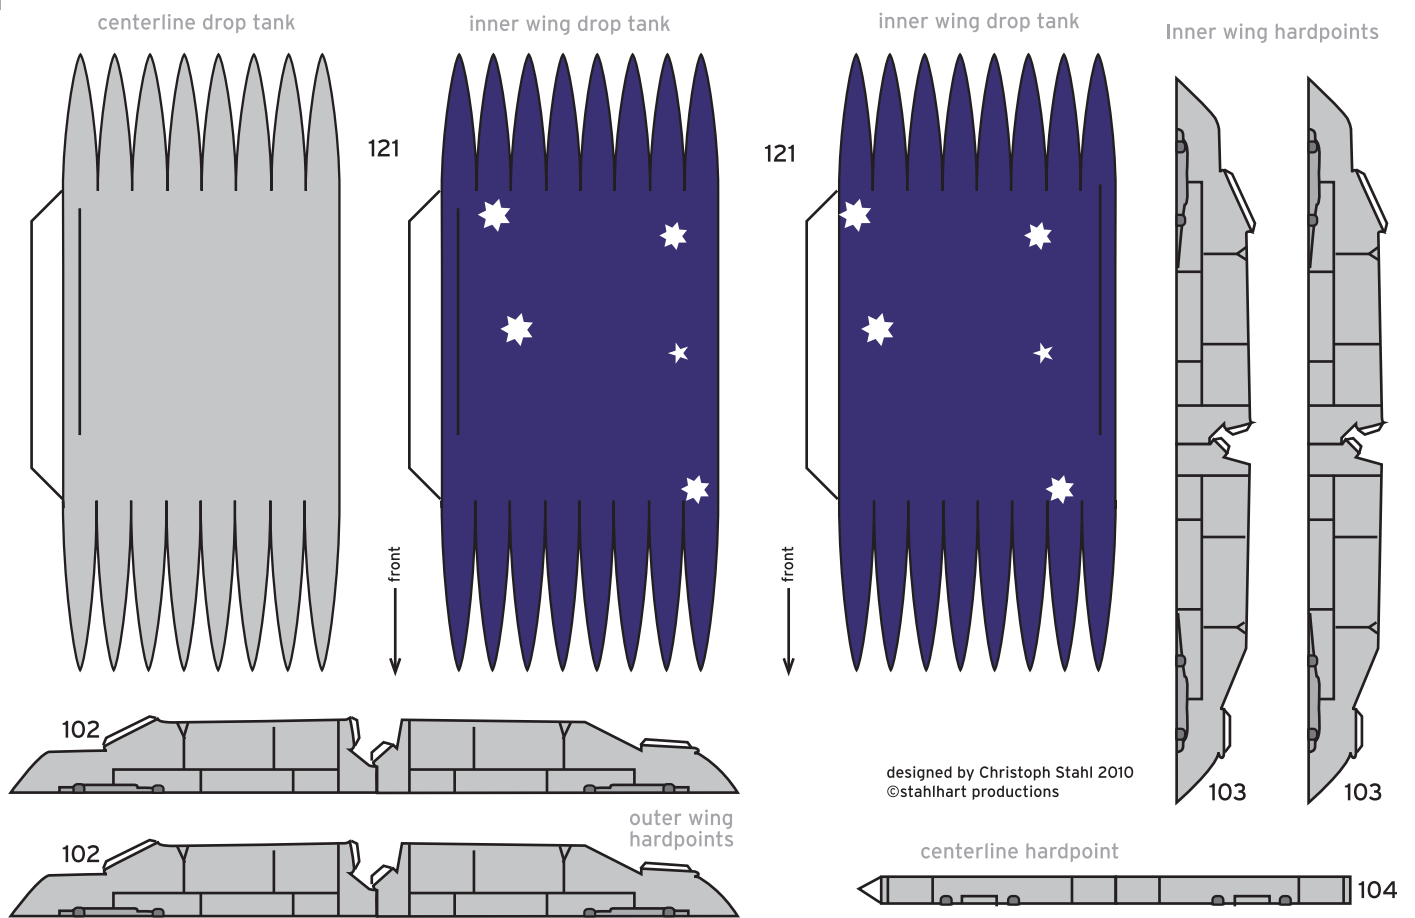 centerline drop tank
inner wing drop tank
inner wing drop tank
Inner wing hardpoints
121
121
front
front
102
designed by Christoph Stahl 2010
©stahlhart productions
103
103
outer wing
hardpoints
102
centerline hardpoint
104